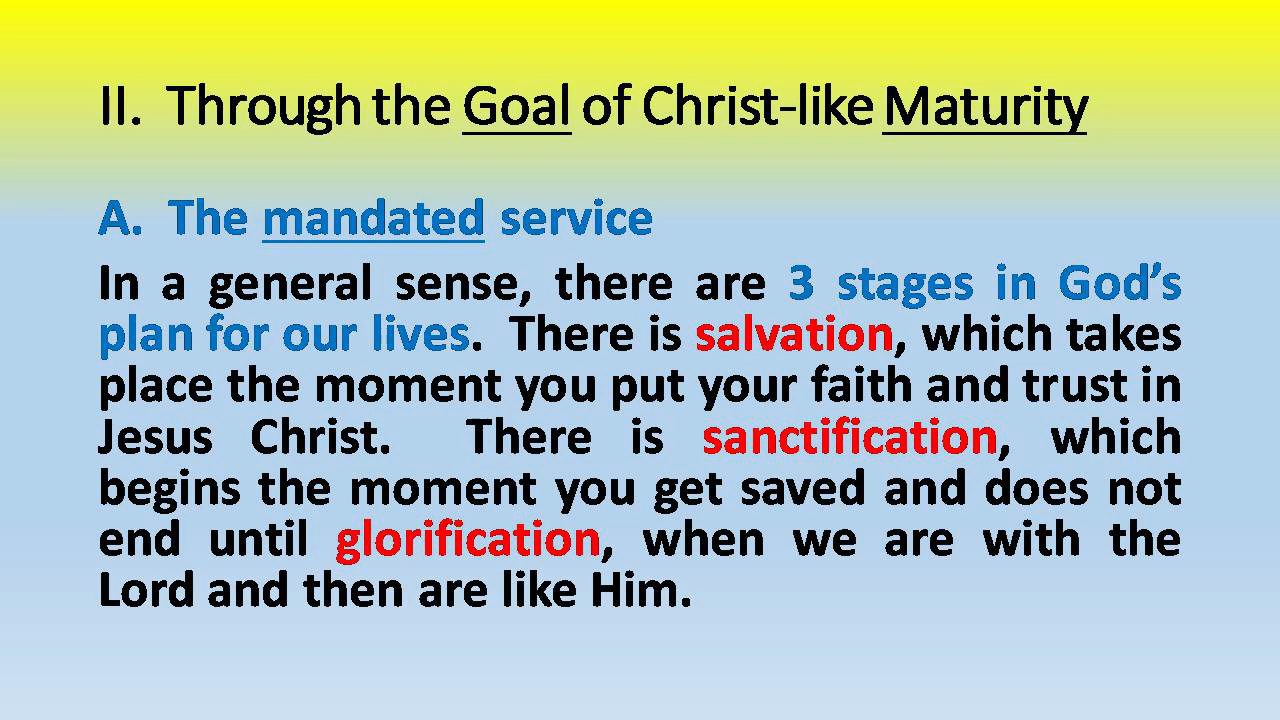 II. Through the Goal of Christ-like Maturity
A. The mandated service
In a general sense, there are 3 stages in God’s
plan for our lives. There is salvation, which takes
place the moment you put your faith and trust in
Jesus Christ. There is sanctification, which
begins the moment you get saved and does not
end until glorification, when we are with the
Lord and then are like Him.